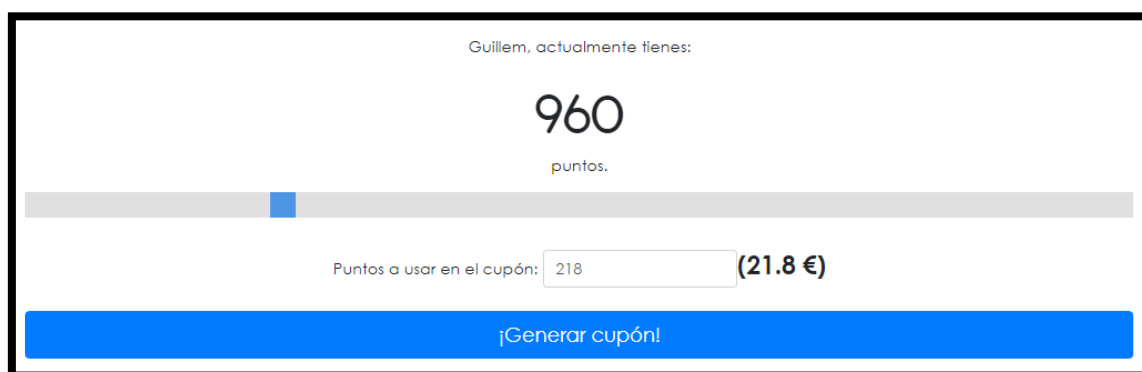 Guillem, actualmente tienes:
960
puntos.
Puntos a usar en el cupón: 218 (21.8 €)
¡Generar cupón!